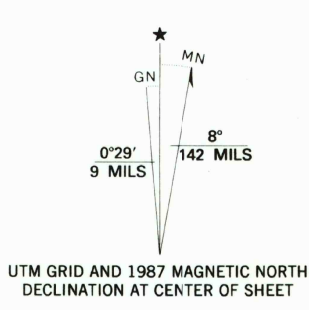 MN
GN
0°29′
9 MILS
8°
142 MILS
UTM GRID AND 1987 MAGNETIC NORTH
DECLINATION AT CENTER OF SHEET